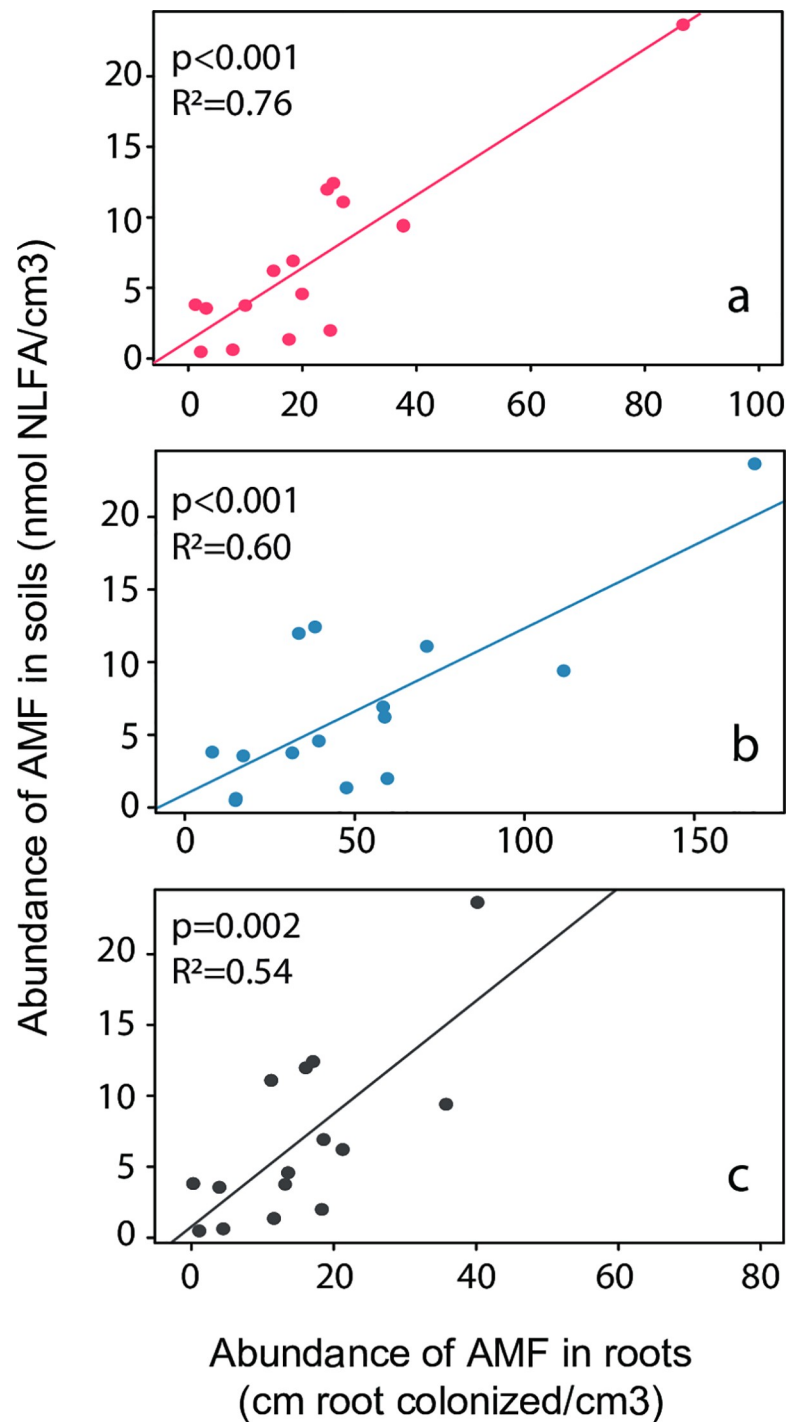 Abundance of AMF in soils (nmol NLFA/cm3)
p<0.001
R²=0.76
20
15
10
5
0
a
0 20 40 60 80 100
p<0.001
R²=0.60
20
15
10
5
0
b
0 50 100 150
p=0.002
R²=0.54
20
15
10
5
0
c
0 20 40 60 80
Abundance of AMF in roots
(cm root colonized/cm3)